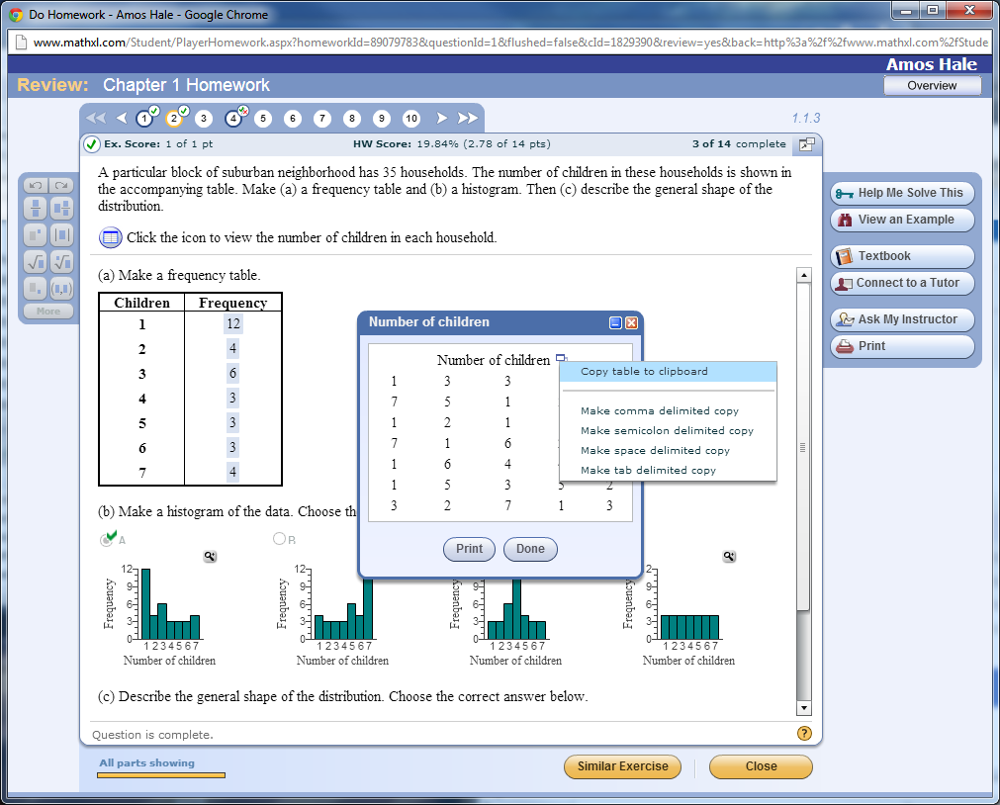 Do Homework - Amos Hale - Google Chrome
www.mathxl.com/Student/PlayerHomework.aspx?homeworkId=89079783&questionId=1&flushed=false&cId=1829390&review=yes&back=http%3a%2f%2fwww.mathxl.com%2fStude
Amos Hale
Review: Chapter 1 Homework
Overview
1 2 3 4 5 6 7 8 9 10
1.1.3
Ex. Score: 1 of 1 pt HW Score: 19.84% (2.78 of 14 pts) 3 of 14 complete
A particular block of suburban neighborhood has 35 households. The number of children in these households is shown in
the accompanying table. Make (a) a frequency table and (b) a histogram. Then (c) describe the general shape of the
distribution.
Click the icon to view the number of children in each household.
(a) Make a frequency table.
Children Frequency
1 12
2 4
3 6
4 3
5 3
6 3
7 4
More
Help Me Solve This
View an Example
Textbook
Connect to a Tutor
Ask My Instructor
Print
Number of children
Number of children
1 3 3
7 5 1
1 2 1
7 1 6
1 6 4
1 5 3 5 2
3 2 7 1 3
Copy table to clipboard
Make comma delimited copy
Make semicolon delimited copy
Make space delimited copy
Make tab delimited copy
Print Done
(b) Make a histogram of the data. Choose th
A
B
12-
9-
6-
3-
0-
Frequency
1 2 3 4 5 6 7
Number of children
12-
9-
6-
3-
0-
Frequency
1 2 3 4 5 6 7
Number of children
9-
6-
3-
0-
Frequency
1 2 3 4 5 6 7
Number of children
2-
9-
6-
3-
0-
Frequency
1 2 3 4 5 6 7
Number of children
(c) Describe the general shape of the distribution. Choose the correct answer below.
Question is complete.
?
All parts showing
Similar Exercise
Close